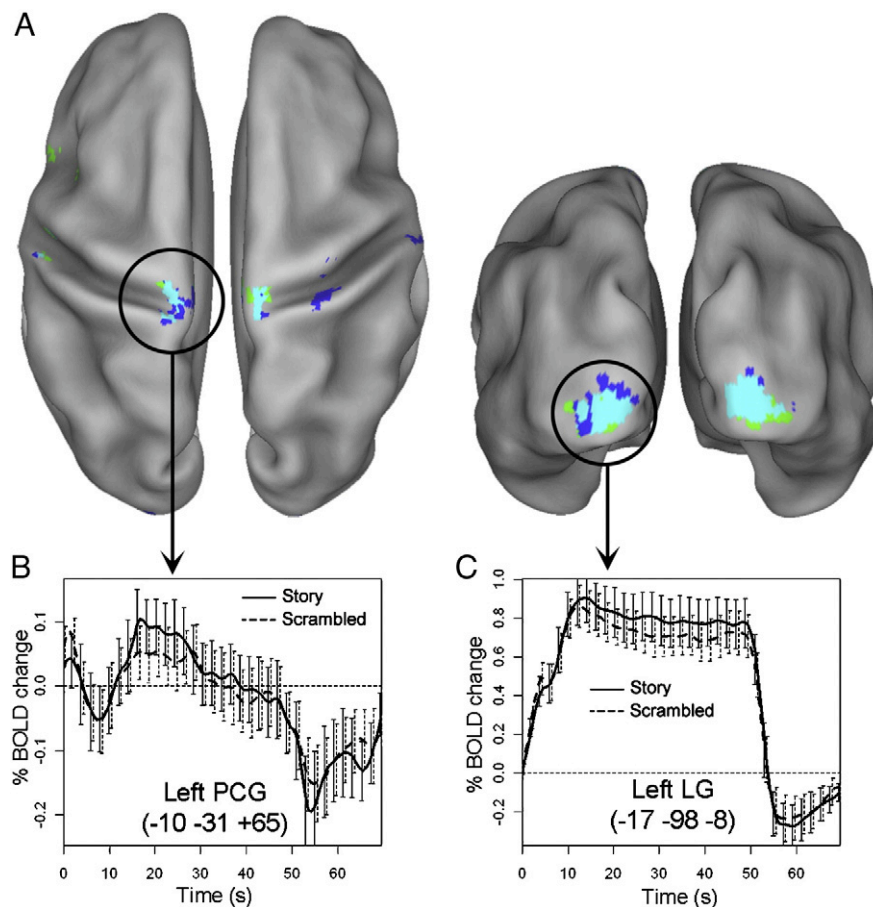 A
B
% BOLD change
0.1
0.0
-0.1
-0.2
Story
Scrambled
Left PCG
(-10 -31 +65)
0 10 20 30 40 50 60
Time (s)
C
% BOLD change
1.0
0.8
0.6
0.4
0.2
0.0
-0.2
Story
Scrambled
Left LG
(-17 -98 -8)
0 10 20 30 40 50 60
Time (s)